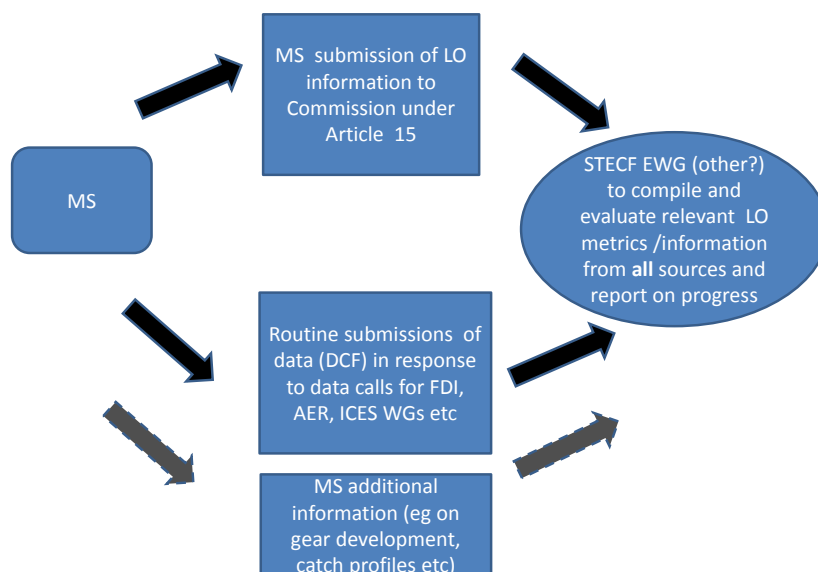 MS submission of LO
information to
Commission under
Article 15
MS
STECF EWG (other?)
to compile and
evaluate relevant LO
metrics /information
from all sources and
report on progress
Routine submissions of
data (DCF) in response
to data calls for FDI,
AER, ICES WGs etc
MS additional
information (eg on
gear development,
catch profiles etc)